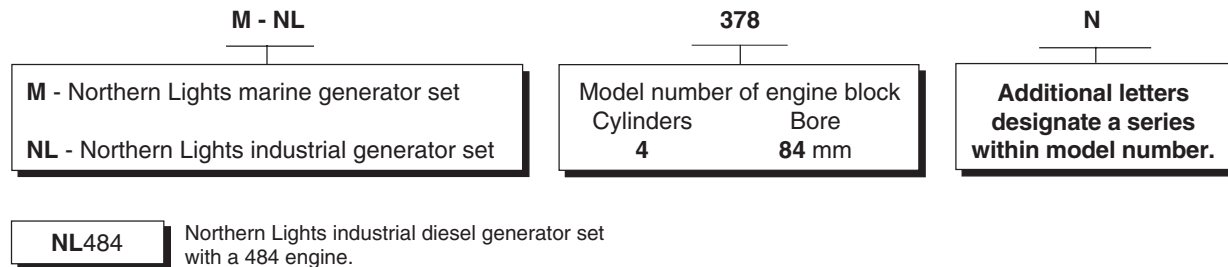 M - NL
378
N
M - Northern Lights marine generator set
NL - Northern Lights industrial generator set
Model number of engine block
Cylinders Bore
4 84 mm
Additional letters
designate a series
within model number.
NL484
Northern Lights industrial diesel generator set
with a 484 engine.